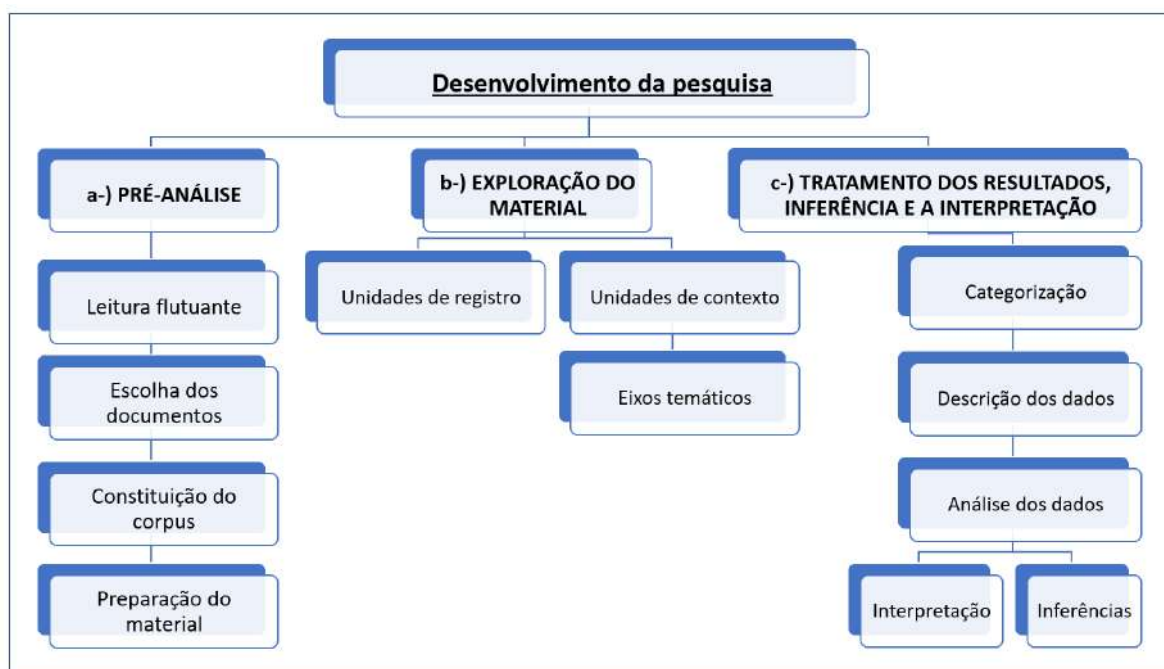 Desenvolvimento da pesquisa
a-) PRÉ-ANÁLISE
Leitura flutuante
Escolha dos
documentos
Constituição do
corpus
Preparação do
material
b-) EXPLORAÇÃO DO
MATERIAL
Unidades de registro
Unidades de contexto
Eixos temáticos
c-) TRATAMENTO DOS RESULTADOS,
INFERÊNCIA E A INTERPRETAÇÃO
Categorização
Descrição dos dados
Análise dos dados
Interpretação
Inferências